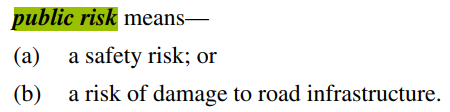 public risk means—
(a) a safety risk; or
(b) a risk of damage to road infrastructure.